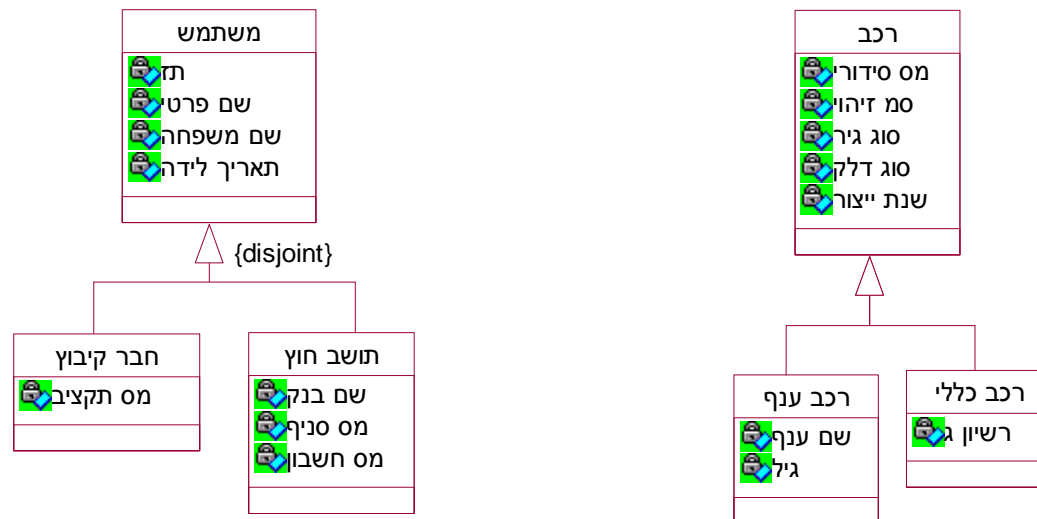 משתמש
תז
שם פרטי
שם משפחה
תאריך לידה
{disjoint}
חבר קיבוץ
מס תקציב
תושב חוץ
שם בנק
מס סניף
מס חשבון
רכב
מס סידורי
סמ זיהוי
סוג גיר
סוג דלק
שנת ייצור
רכב ענף
שם ענף
גיל
רכב כללי
רשיון ג